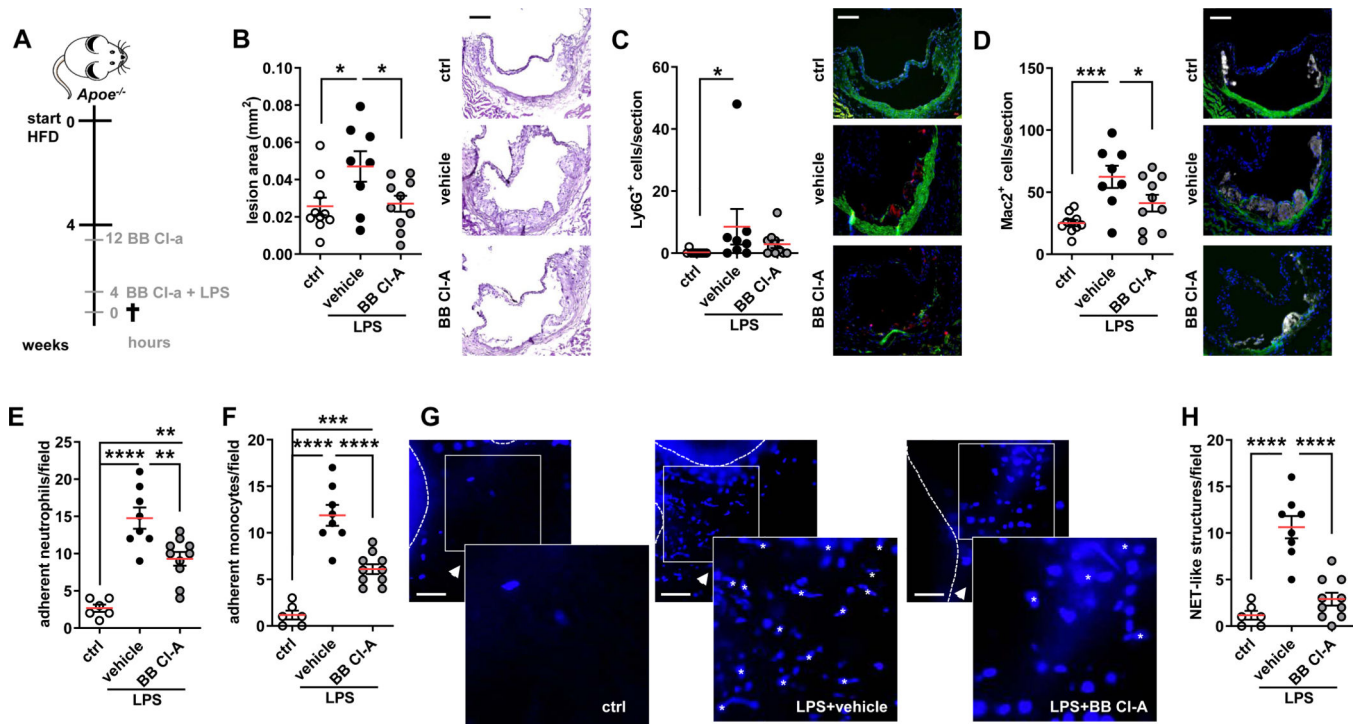 A
Apoe-/-
start 0
HFD
4
12 BB Cl-a
4 BB Cl-a + LPS
0
weeks hours
B
lesion area (mm²)
0.10
0.08
0.06
0.04
0.02
0.00
* *
ctrl
vehicle
BB Cl-A
LPS
ctrl
vehicle
BB Cl-A
C
Ly6G+ cells/section
60
40
20
0
*
ctrl
vehicle
BB Cl-A
LPS
ctrl
vehicle
BB Cl-A
D
Mac2+ cells/section
150
100
50
0
*** *
ctrl
vehicle
BB Cl-A
LPS
ctrl
vehicle
BB Cl-A
E
adherent neutrophils/field
25
20
15
10
5
0
**
**** **
ctrl
vehicle
BB Cl-A
LPS
F
adherent monocytes/field
20
15
10
5
0
***
**** ****
ctrl
vehicle
BB Cl-A
LPS
G
ctrl
LPS+vehicle
LPS+BB Cl-A
H
NET-like structures/field
20
15
10
5
0
**** ****
ctrl
vehicle
BB Cl-A
LPS